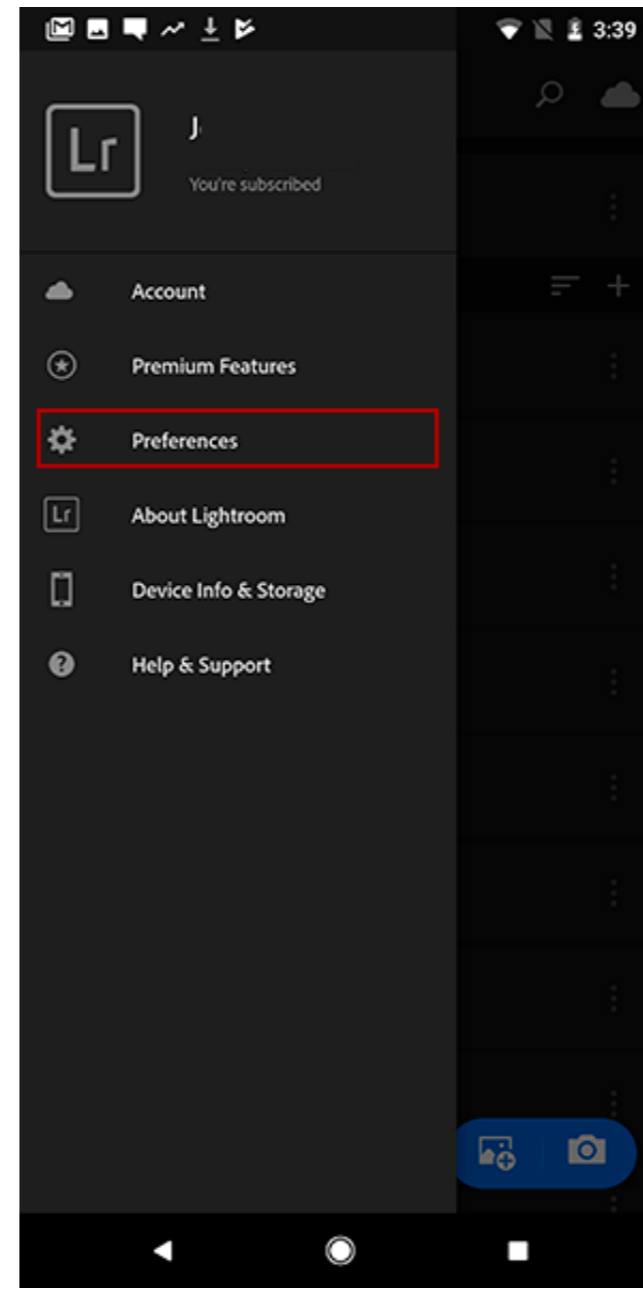 3:39
Lr
J
You're subscribed
Account
Premium Features
Preferences
Lr
About Lightroom
Device Info & Storage
Help & Support